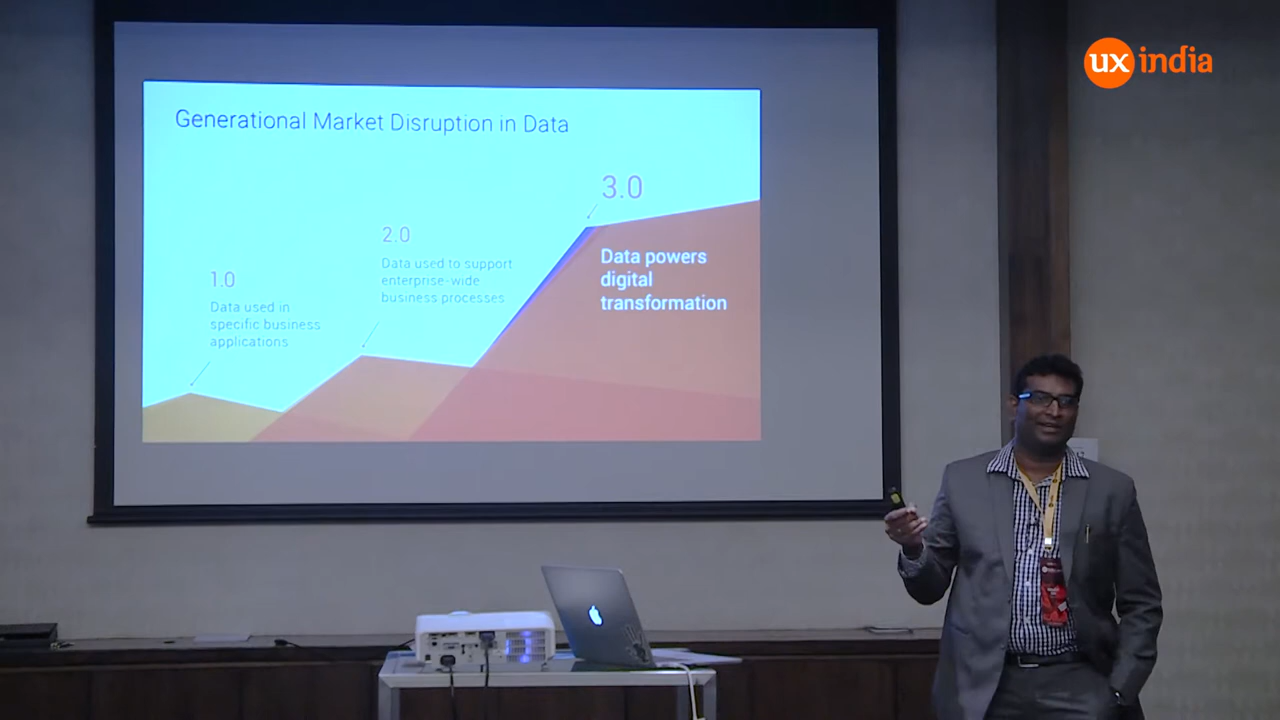 ux india
Generational Market Disruption in Data
3.0
2.0
Data used to support
enterprise-wide
business processes
Data powers
digital
transformation
1.0
Data used in
specific business
applications